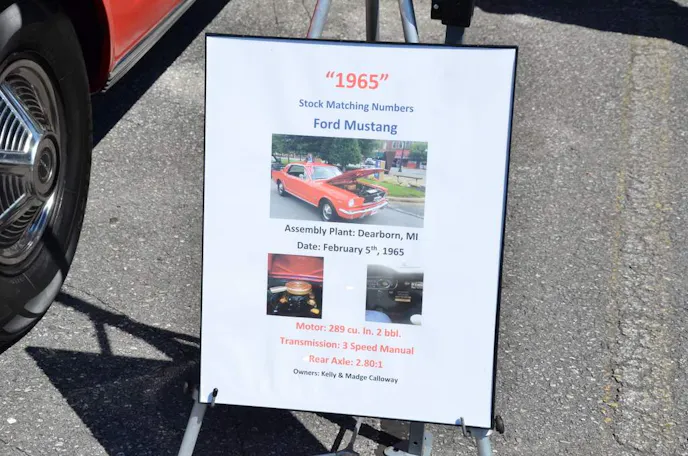 “1965”
Stock Matching Numbers
Ford Mustang
Assembly Plant: Dearborn, MI
Date: February 5th, 1965
Motor: 289 cu. In. 2 bbl.
Transmission: 3 Speed Manual
Rear Axle: 2.80:1
Owners: Kelly & Madge Calloway